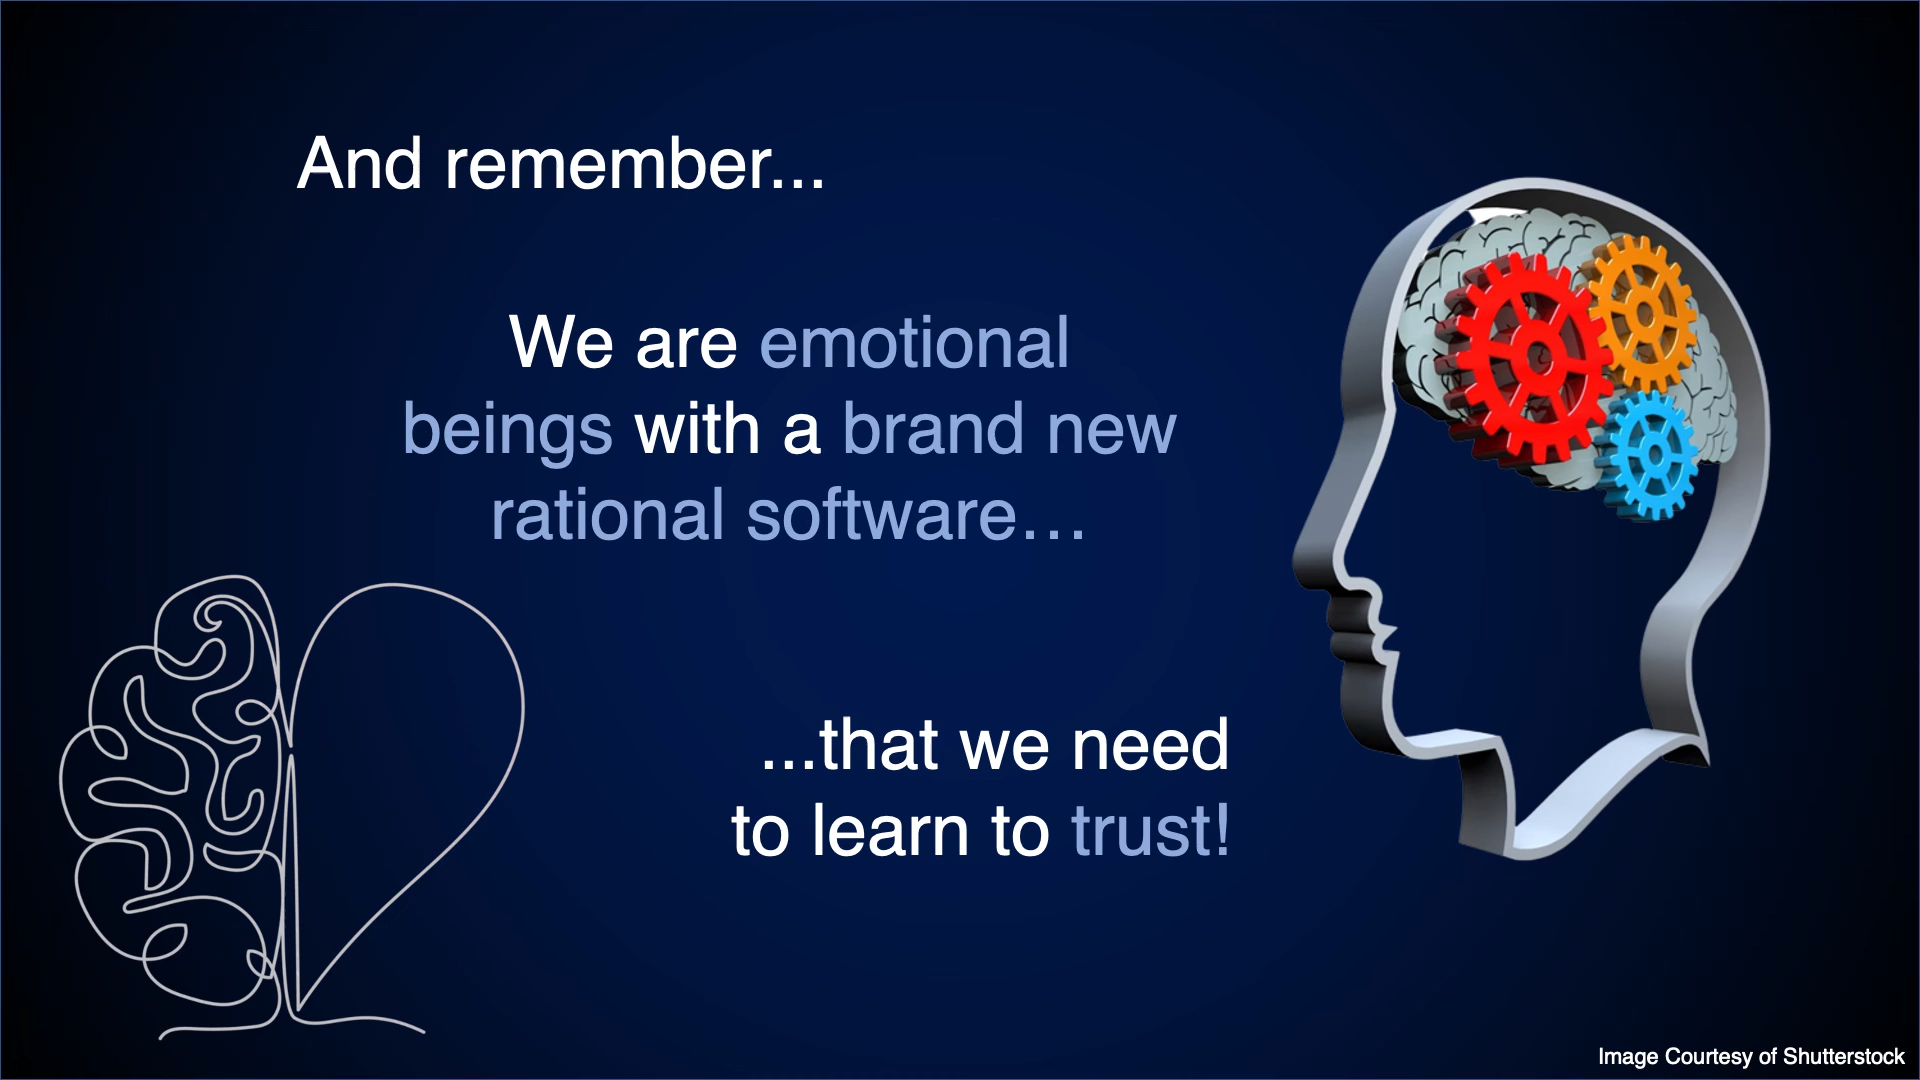 And remember...
We are emotional
beings with a brand new
rational software…
...that we need
to learn to trust!
Image Courtesy of Shutterstock